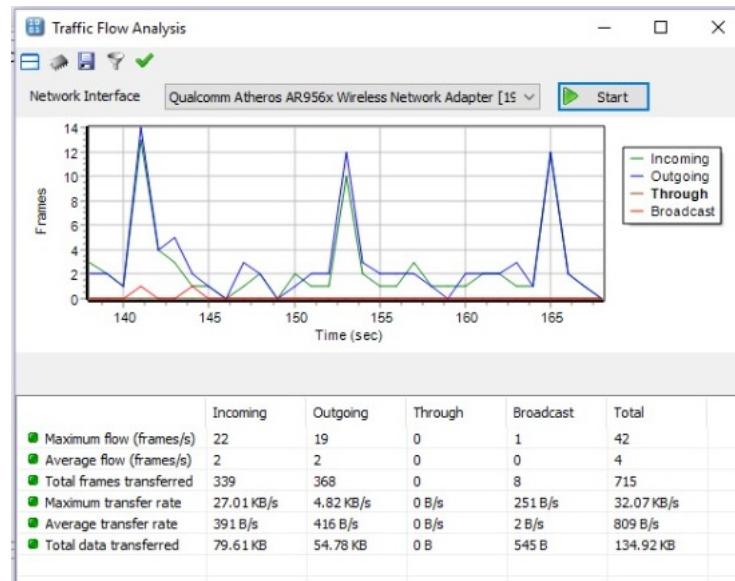 Traffic Flow Analysis
Network Interface Qualcomm Atheros AR956x Wireless Network Adapter [19 Start
14
12
10
8
6
4
2
0
Frames
140 145 150 155 160 165
Time (sec)
Incoming
Outgoing
Through
Broadcast
Incoming Outgoing Through Broadcast Total
Maximum flow (frames/s) 22 19 0 1 42
Average flow (frames/s) 2 2 0 0 4
Total frames transferred 339 368 0 8 715
Maximum transfer rate 27.01 KB/s 4.82 KB/s 0 B/s 251 B/s 32.07 KB/s
Average transfer rate 391 B/s 416 B/s 0 B/s 2 B/s 809 B/s
Total data transferred 79.61 KB 54.78 KB 0 B 545 B 134.92 KB